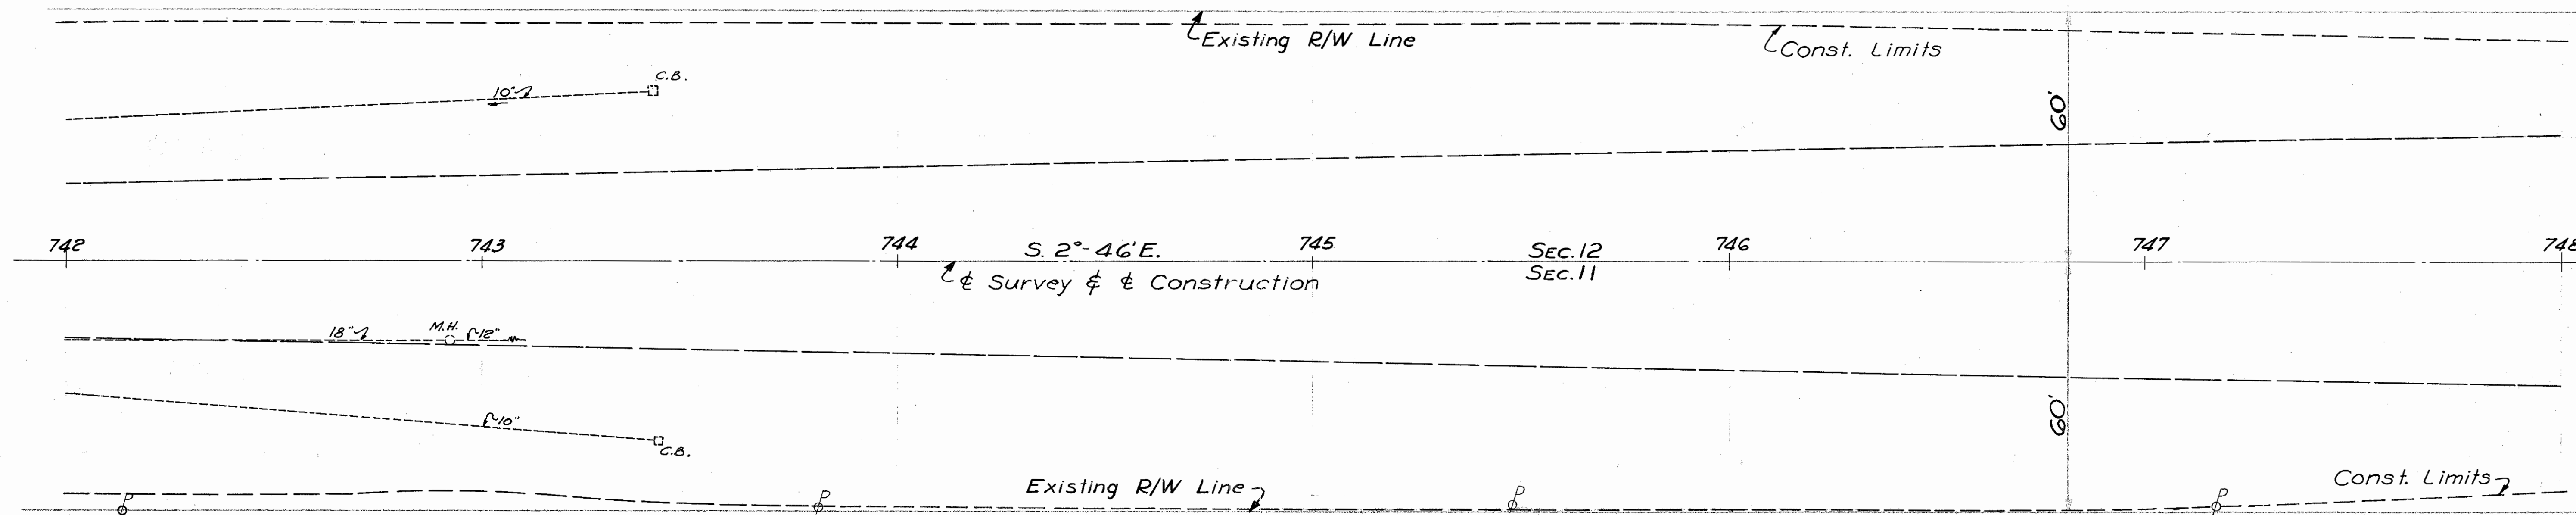 Existing R/W Line
Const. Limits
C.B.
10"
60'
742 743 744 S. 2°-46'E. 745 SEC. 12 746 747 748
SEC. 11
℄ Survey & ℄ Construction
18" M.H. 12"
10"
C.B.
60'
Existing R/W Line
Const. Limits
P P P P